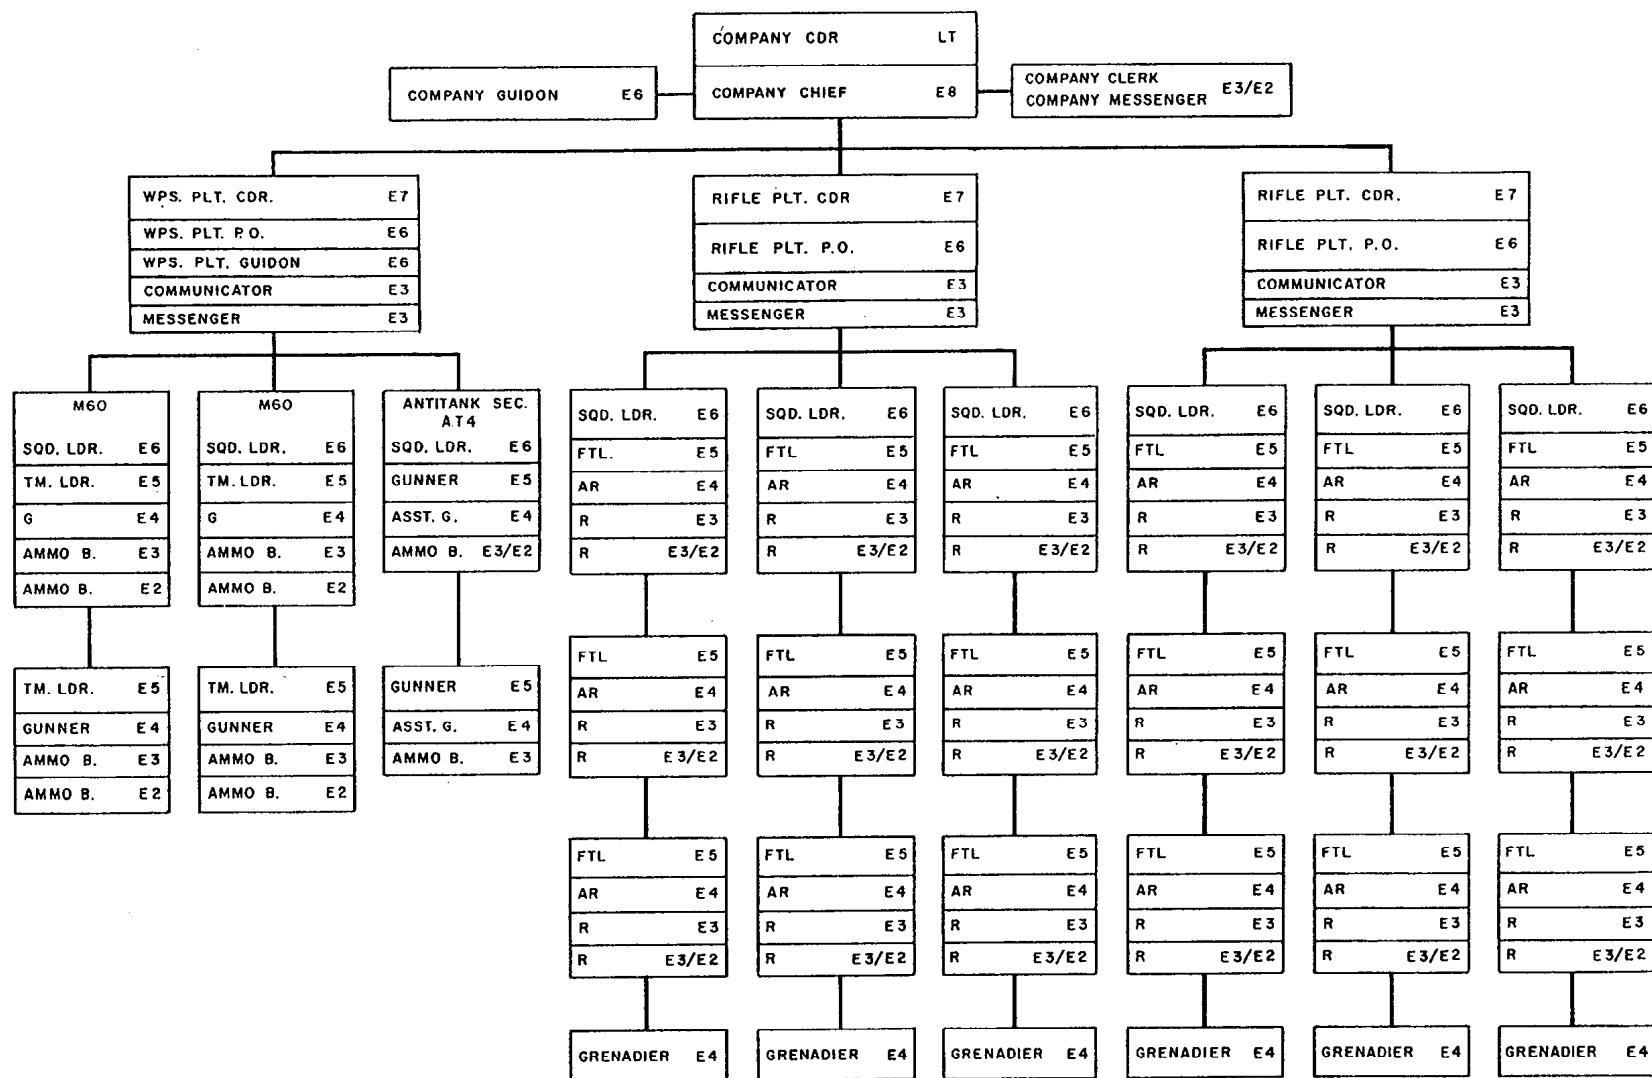 COMPANY CDR LT
COMPANY GUIDON E6
COMPANY CHIEF E8
COMPANY CLERK
COMPANY MESSENGER E3/E2
WPS. PLT. CDR. E7
WPS. PLT. P.O. E6
WPS. PLT. GUIDON E6
COMMUNICATOR E3
MESSENGER E3
RIFLE PLT. CDR E7
RIFLE PLT. P.O. E6
COMMUNICATOR E3
MESSENGER E3
RIFLE PLT. CDR. E7
RIFLE PLT. P.O. E6
COMMUNICATOR E3
MESSENGER E3
M60
SQD. LDR. E6
TM. LDR. E5
G E4
AMMO B. E3
AMMO B. E2
TM. LDR. E5
GUNNER E4
AMMO B. E3
AMMO B. E2
M60
SQD. LDR. E6
TM. LDR. E5
G E4
AMMO B. E3
AMMO B. E2
TM. LDR. E5
GUNNER E4
AMMO B. E3
AMMO B. E2
ANTITANK SEC.
AT4
SQD. LDR. E6
GUNNER E5
ASST. G. E4
AMMO B. E3/E2
GUNNER E5
ASST. G. E4
AMMO B. E3
SQD. LDR. E6
FTL. E5
AR E4
R E3
R E3/E2
FTL E5
AR E4
R E3
R E3/E2
FTL E5
AR E4
R E3
R E3/E2
GRENADIER E4
SQD. LDR. E6
FTL E5
AR E4
R E3
R E3/E2
FTL E5
AR E4
R E3
R E3/E2
FTL E5
AR E4
R E3
R E3/E2
GRENADIER E4
SQD. LDR. E6
FTL E5
AR E4
R E3
R E3/E2
FTL E5
AR E4
R E3
R E3/E2
FTL E5
AR E4
R E3
R E3/E2
GRENADIER E4
SQD. LDR. E6
FTL E5
AR E4
R E3
R E3/E2
FTL E5
AR E4
R E3
R E3/E2
FTL E5
AR E4
R E3
R E3/E2
GRENADIER E4
SQD. LDR. E6
FTL E5
AR E4
R E3
R E3/E2
FTL E5
AR E4
R E3
R E3/E2
FTL E5
AR E4
R E3
R E3/E2
GRENADIER E4
SQD. LDR. E6
FTL E5
AR E4
R E3
R E3/E2
FTL E5
AR E4
R E3
R E3/E2
FTL E5
AR E4
R E3
R E3/E2
GRENADIER E4